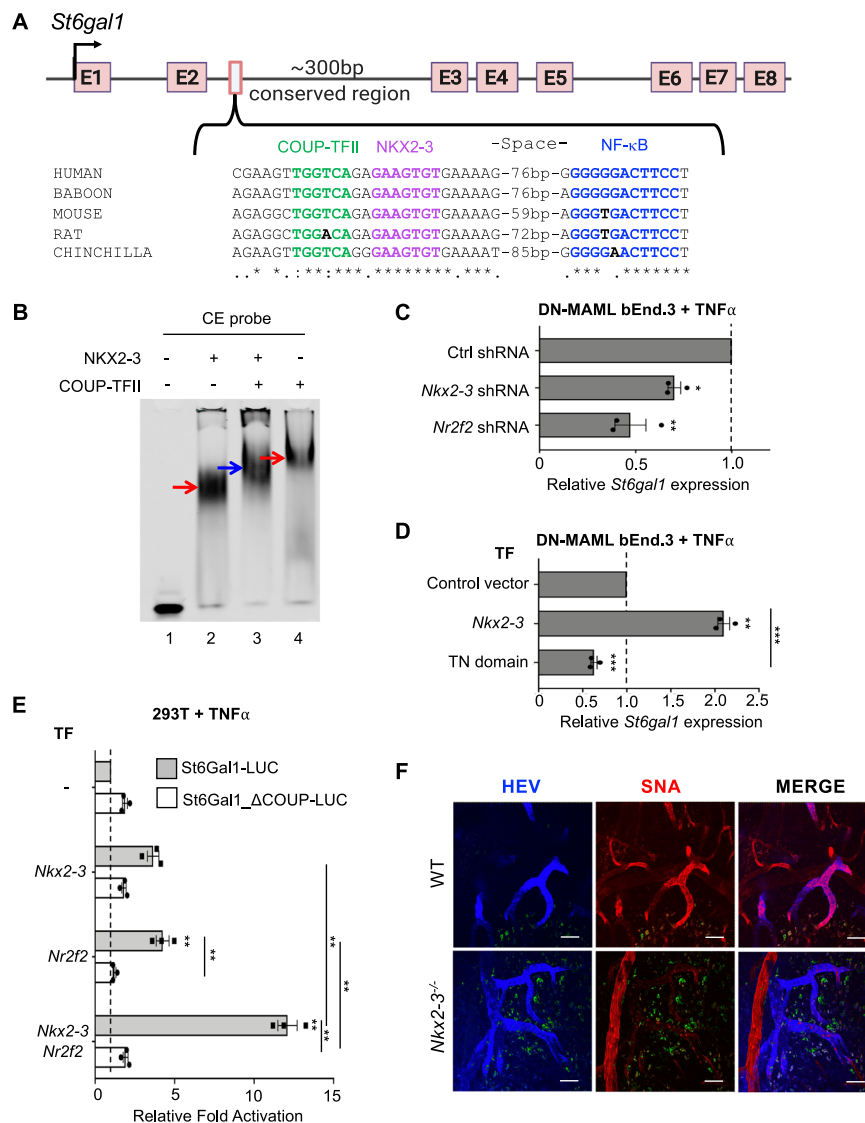 A
St6gal1
E1 E2 E3 E4 E5 E6 E7 E8
~300bp
conserved region
COUP-TFII NKX2-3 -Space- NF-κB
HUMAN CGAAGTTGGTCAGAGAAGTGTGAAAAG-76bp-GGGGGACTTCCT
BABOON AGAAGTTGGTCAGAGAAGTGTGAAAAG-76bp-GGGGGACTTCCT
MOUSE AGAGGCTGGTCAGAGAAGTGTGAAAAG-59bp-AGGGTGACTTCCT
RAT AGAGGCTGGACAGAGAAGTGTGAAAAG-72bp-AGGGTGACTTCCT
CHINCHILLA AGAAGTTGGTCAGGGAAGTGTGAAAAT-85bp-AGGGGAACTTCCT
..* *.:**:****.********.***. *** .*******
B
CE probe
NKX2-3 - + + -
COUP-TFII - - + +
1 2 3 4
C
DN-MAML bEnd.3 + TNFα
Ctrl shRNA
Nkx2-3 shRNA *
Nr2f2 shRNA **
0 0.5 1.0
Relative St6gal1 expression
D
TF DN-MAML bEnd.3 + TNFα
Control vector
Nkx2-3 ** ***
TN domain ***
0 0.5 1.0 1.5 2.0 2.5
Relative St6gal1 expression
E
293T + TNFα
TF
St6Gal1-LUC
St6Gal1_ΔCOUP-LUC
-
Nkx2-3
Nr2f2 ** ** **
**
Nkx2-3 ** **
Nr2f2
0 5 10 15
Relative Fold Activation
F
HEV SNA MERGE
WT
Nkx2-3-/-